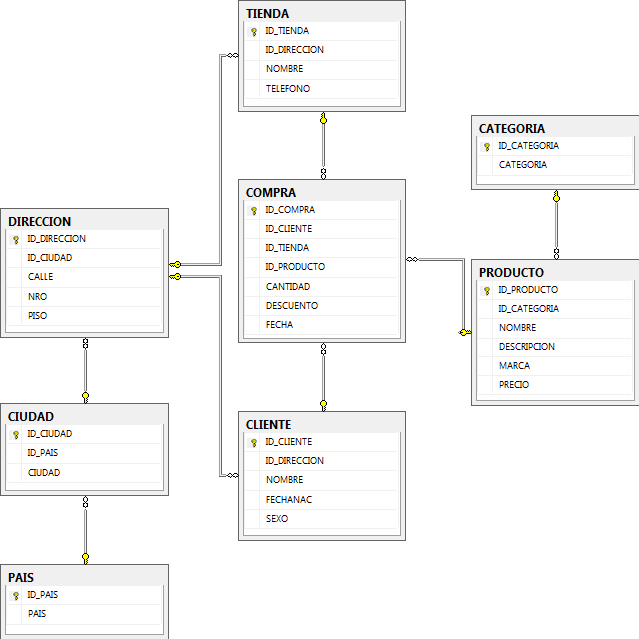 TIENDA
ID_TIENDA
ID_DIRECCION
NOMBRE
TELEFONO
CATEGORIA
ID_CATEGORIA
CATEGORIA
COMPRA
ID_COMPRA
ID_CLIENTE
ID_TIENDA
ID_PRODUCTO
CANTIDAD
DESCUENTO
FECHA
DIRECCION
ID_DIRECCION
ID_CIUDAD
CALLE
NRO
PISO
PRODUCTO
ID_PRODUCTO
ID_CATEGORIA
NOMBRE
DESCRIPCION
MARCA
PRECIO
CIUDAD
ID_CIUDAD
ID_PAIS
CIUDAD
CLIENTE
ID_CLIENTE
ID_DIRECCION
NOMBRE
FECHANAC
SEXO
PAIS
ID_PAIS
PAIS